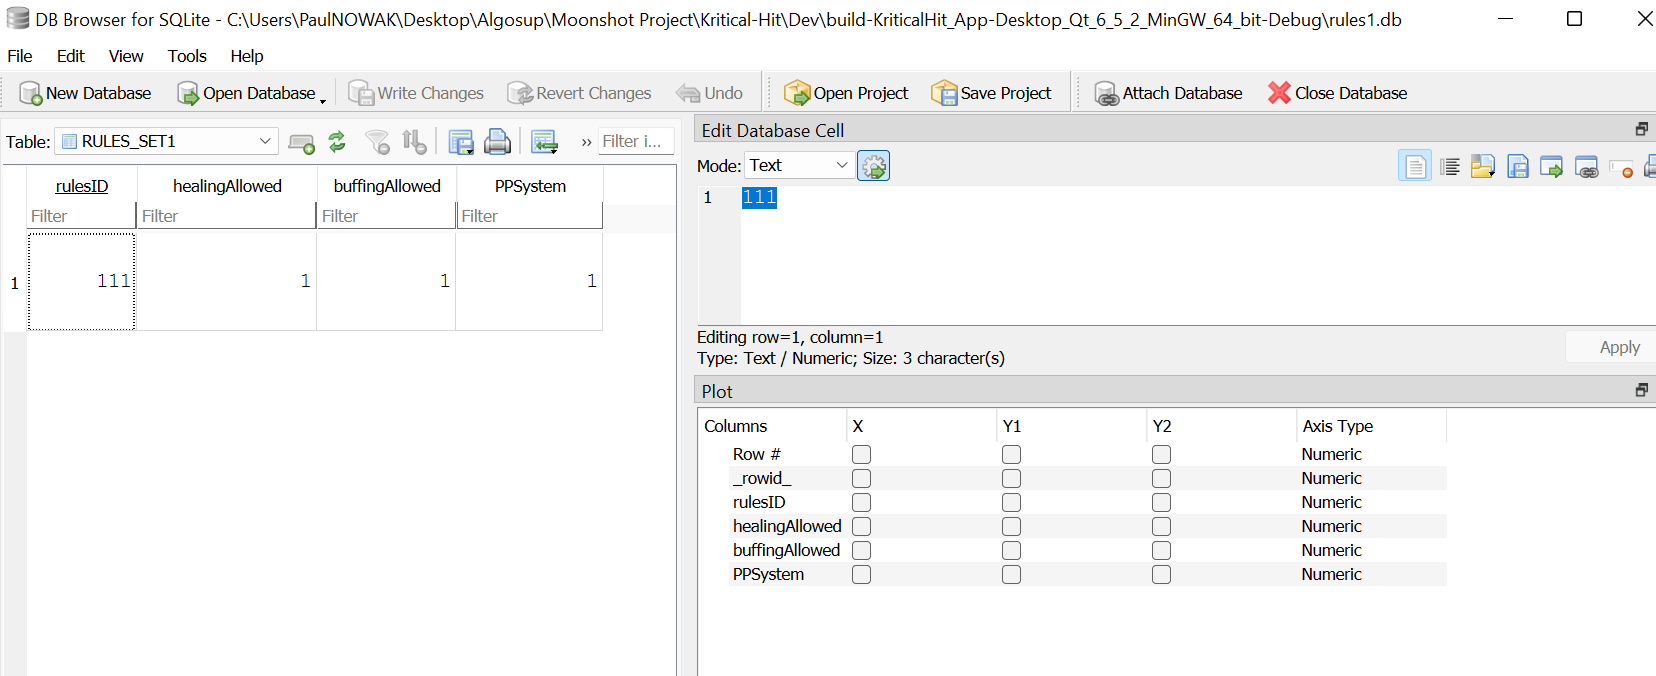 DB Browser for SQLite - C:\Users\PaulNOWAK\Desktop\Algosup\Moonshot Project\Kritical-Hit\Dev\build-KriticalHit_App-Desktop_Qt_6_5_2_MinGW_64_bit-Debug\rules1.db
File Edit View Tools Help
New Database Open Database Write Changes Revert Changes Undo Open Project Save Project Attach Database Close Database
Table: RULES_SET1 » Filter i...
rulesID healingAllowed buffingAllowed PPSystem
Filter Filter Filter Filter
1 111 1 1 1
Edit Database Cell
Mode: Text
1 111
Editing row=1, column=1
Type: Text / Numeric; Size: 3 character(s)
Apply
Plot
Columns X Y1 Y2 Axis Type
Row # Numeric
_rowid_ Numeric
rulesID Numeric
healingAllowed Numeric
buffingAllowed Numeric
PPSystem Numeric